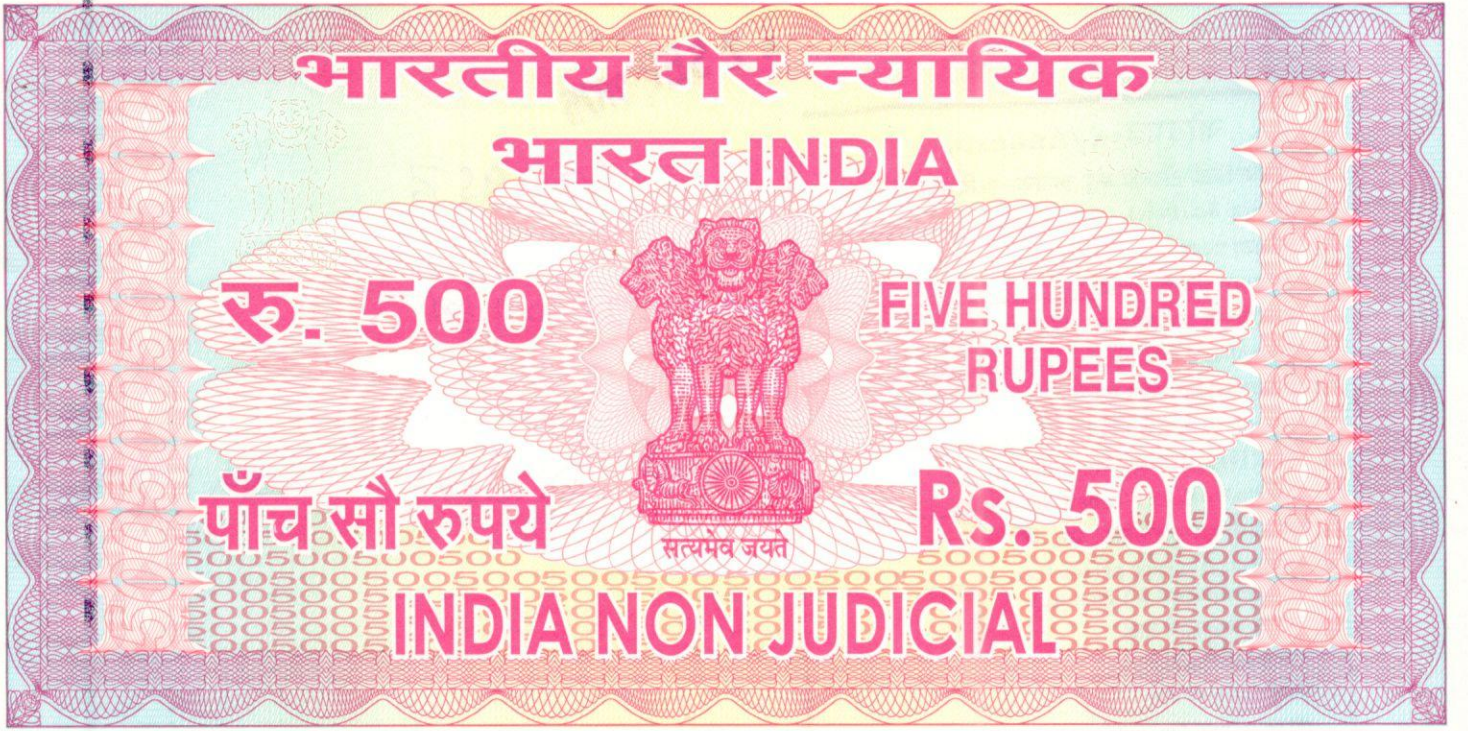 भारतीय गैर न्यायिक
भारत INDIA
रु. 500
FIVE HUNDRED
RUPEES
पाँच सौ रुपये
Rs. 500
सत्यमेव जयते
INDIA NON JUDICIAL